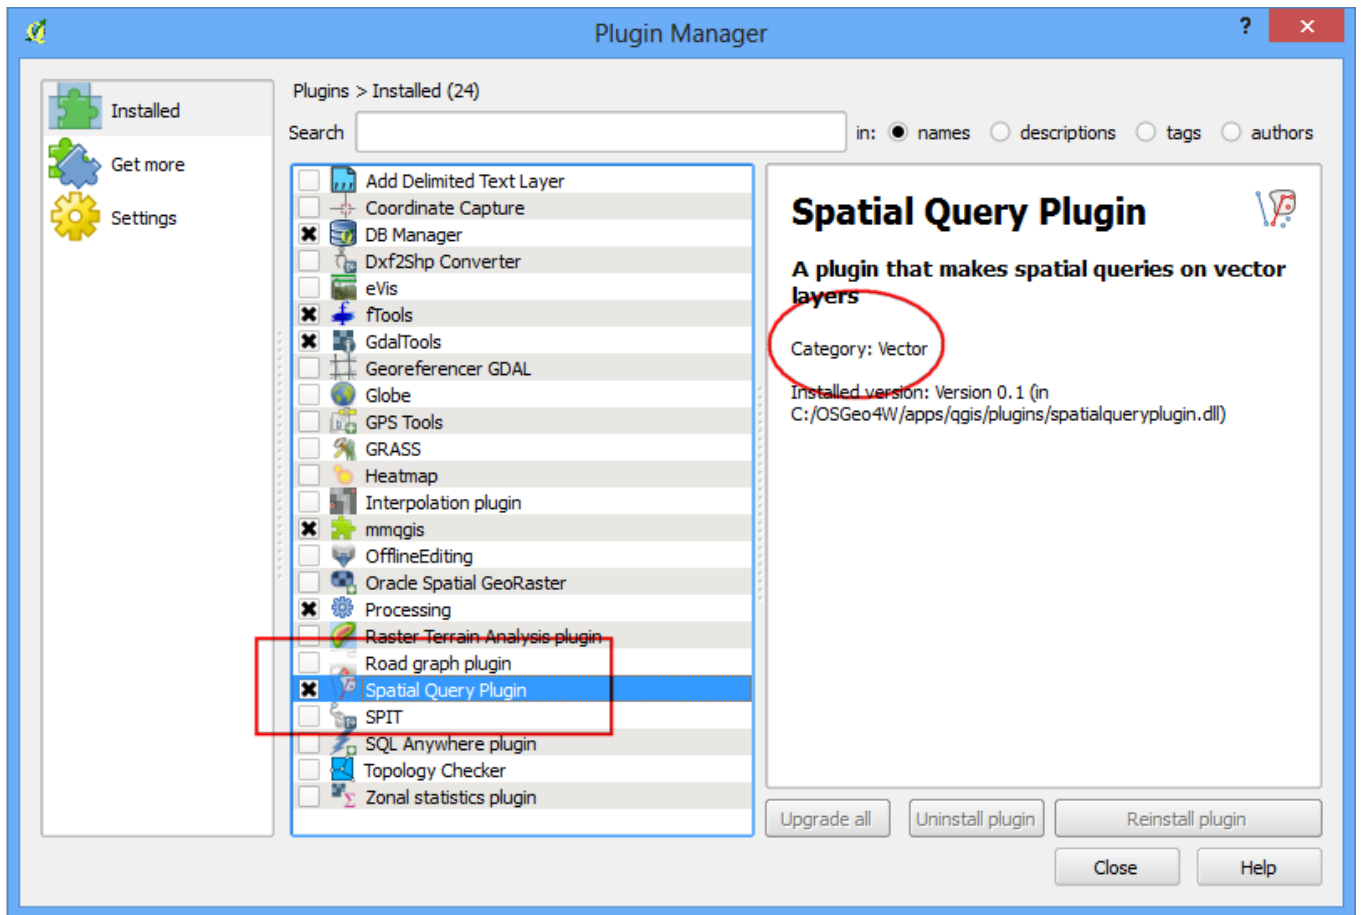 Plugin Manager
?
Plugins > Installed (24)
Installed
Search
in: names descriptions tags authors
Get more
Settings
Add Delimited Text Layer
Coordinate Capture
DB Manager
Dxf2Shp Converter
eVis
fTools
GdalTools
Georeferencer GDAL
Globe
GPS Tools
GRASS
Heatmap
Interpolation plugin
mmqgis
OfflineEditing
Oracle Spatial GeoRaster
Processing
Raster Terrain Analysis plugin
Road graph plugin
Spatial Query Plugin
SPIT
SQL Anywhere plugin
Topology Checker
Zonal statistics plugin
Spatial Query Plugin
A plugin that makes spatial queries on vector
layers
Category: Vector
Installed version: Version 0.1 (in
C:/OSGeo4W/apps/qgis/plugins/spatialqueryplugin.dll)
Upgrade all Uninstall plugin Reinstall plugin
Close Help